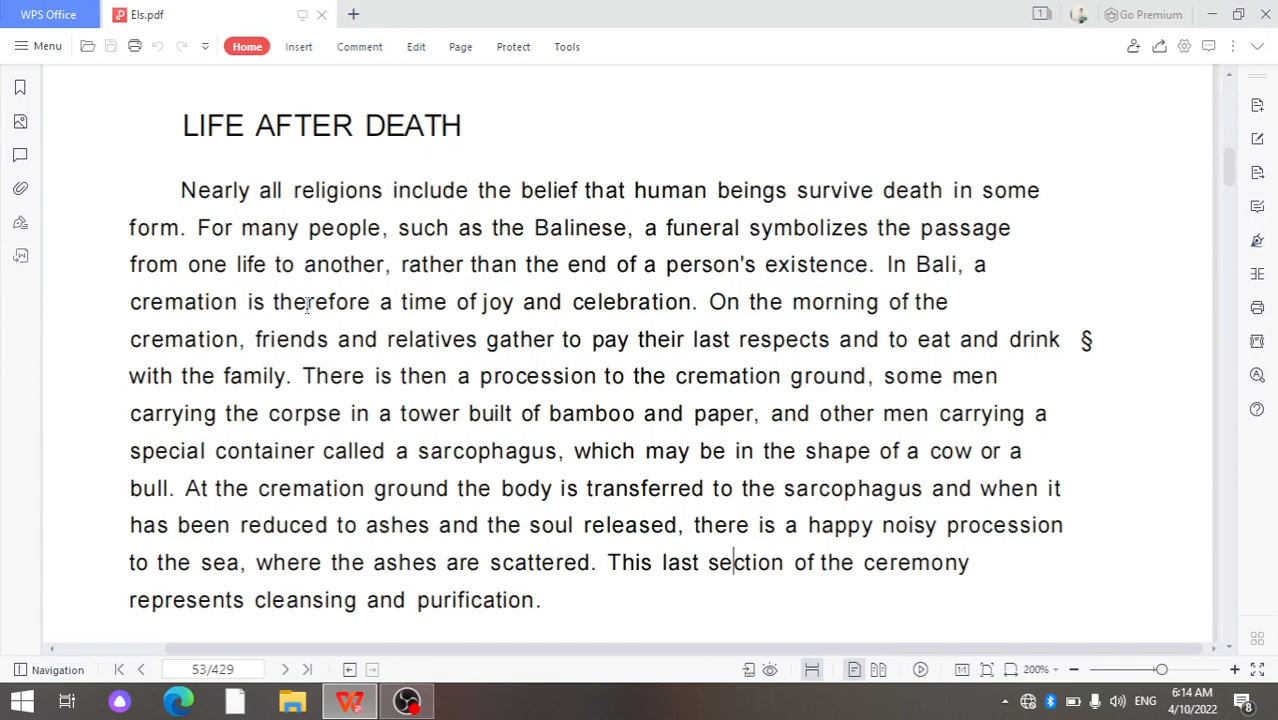 WPS Office
Els.pdf
1
Go Premium
Menu
Home
Insert
Comment
Edit
Page
Protect
Tools
LIFE AFTER DEATH
Nearly all religions include the belief that human beings survive death in some
form. For many people, such as the Balinese, a funeral symbolizes the passage
from one life to another, rather than the end of a person's existence. In Bali, a
cremation is therefore a time of joy and celebration. On the morning of the
cremation, friends and relatives gather to pay their last respects and to eat and drink §
with the family. There is then a procession to the cremation ground, some men
carrying the corpse in a tower built of bamboo and paper, and other men carrying a
special container called a sarcophagus, which may be in the shape of a cow or a
bull. At the cremation ground the body is transferred to the sarcophagus and when it
has been reduced to ashes and the soul released, there is a happy noisy procession
to the sea, where the ashes are scattered. This last section of the ceremony
represents cleansing and purification.
Navigation
53/429
200%
ENG
6:14 AM
4/10/2022
8